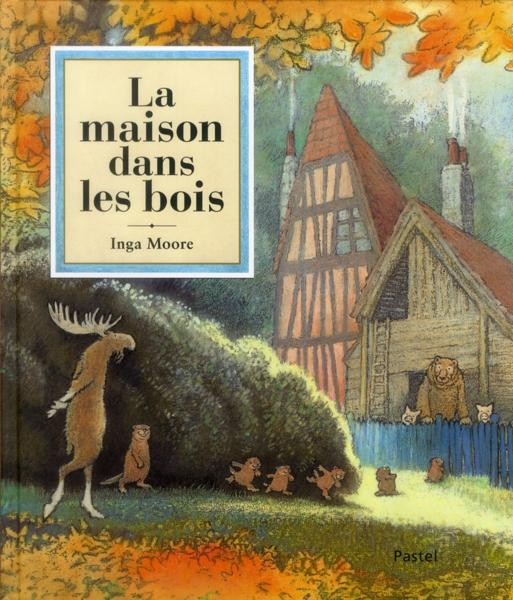 La
maison
dans
les bois
Inga Moore
Pastel